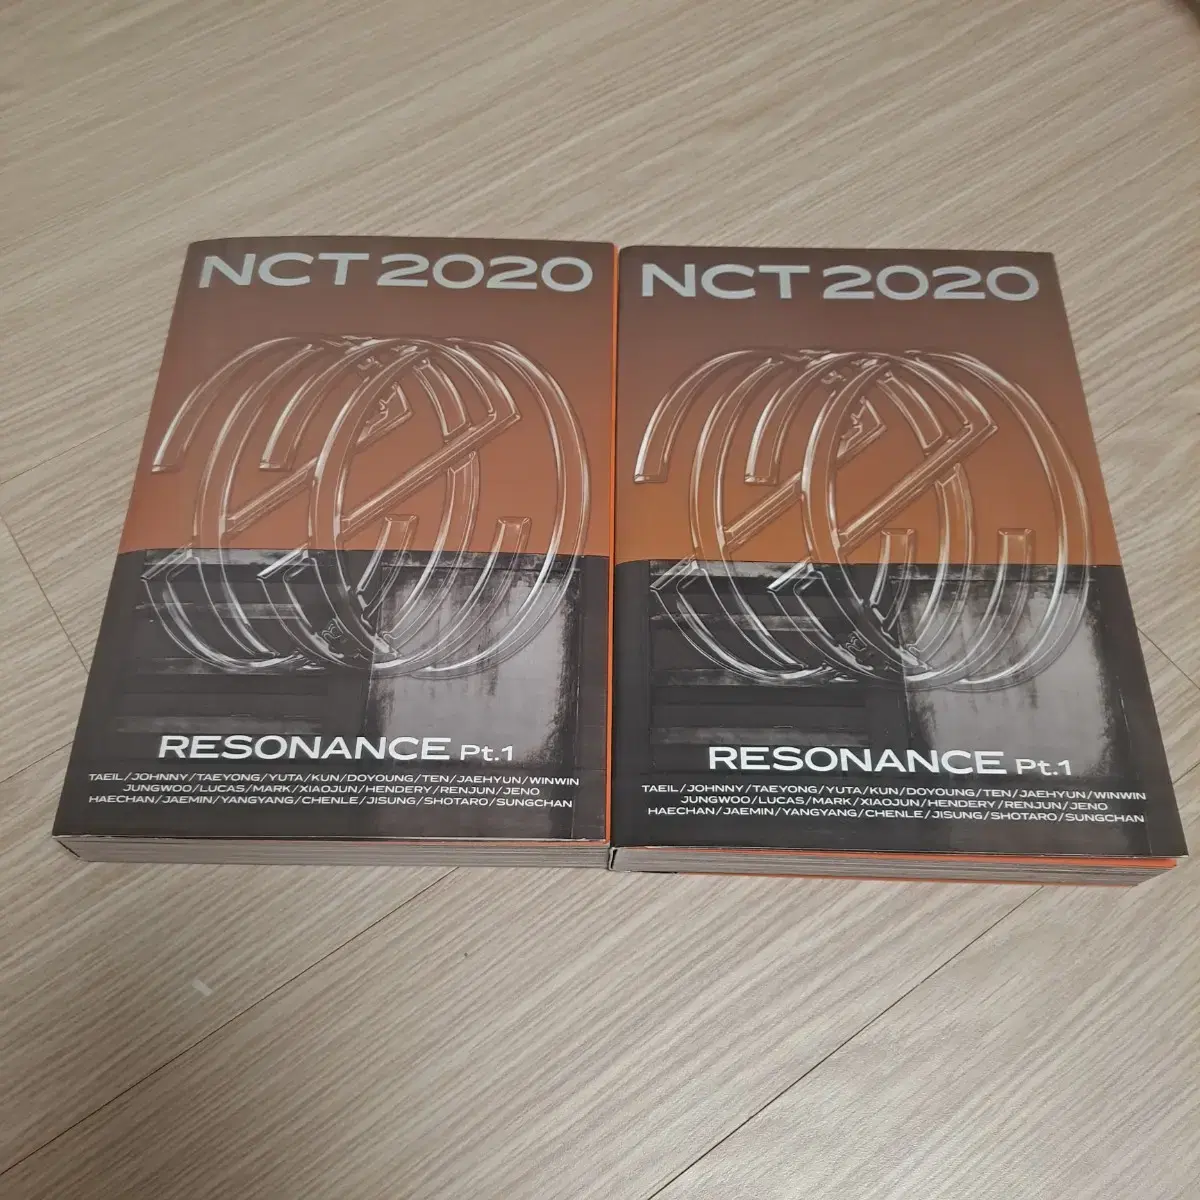 NCT 2020
RESONANCE Pt.1
TAEIL/JOHNNY/TAEYONG/YUTA/KUN/DOYOUNG/TEN/JAEHYUN/WINWIN
JUNGWOO/LUCAS/MARK/XIAOJUN/HENDERY/RENJUN/JENO
HAECHAN/JAEMIN/YANGYANG/CHENLE/JISUNG/SHOTARO/SUNGCHAN
NCT 2020
RESONANCE Pt.1
TAEIL/JOHNNY/TAEYONG/YUTA/KUN/DOYOUNG/TEN/JAEHYUN/WINWIN
JUNGWOO/LUCAS/MARK/XIAOJUN/HENDERY/RENJUN/JENO
HAECHAN/JAEMIN/YANGYANG/CHENLE/JISUNG/SHOTARO/SUNGCHAN